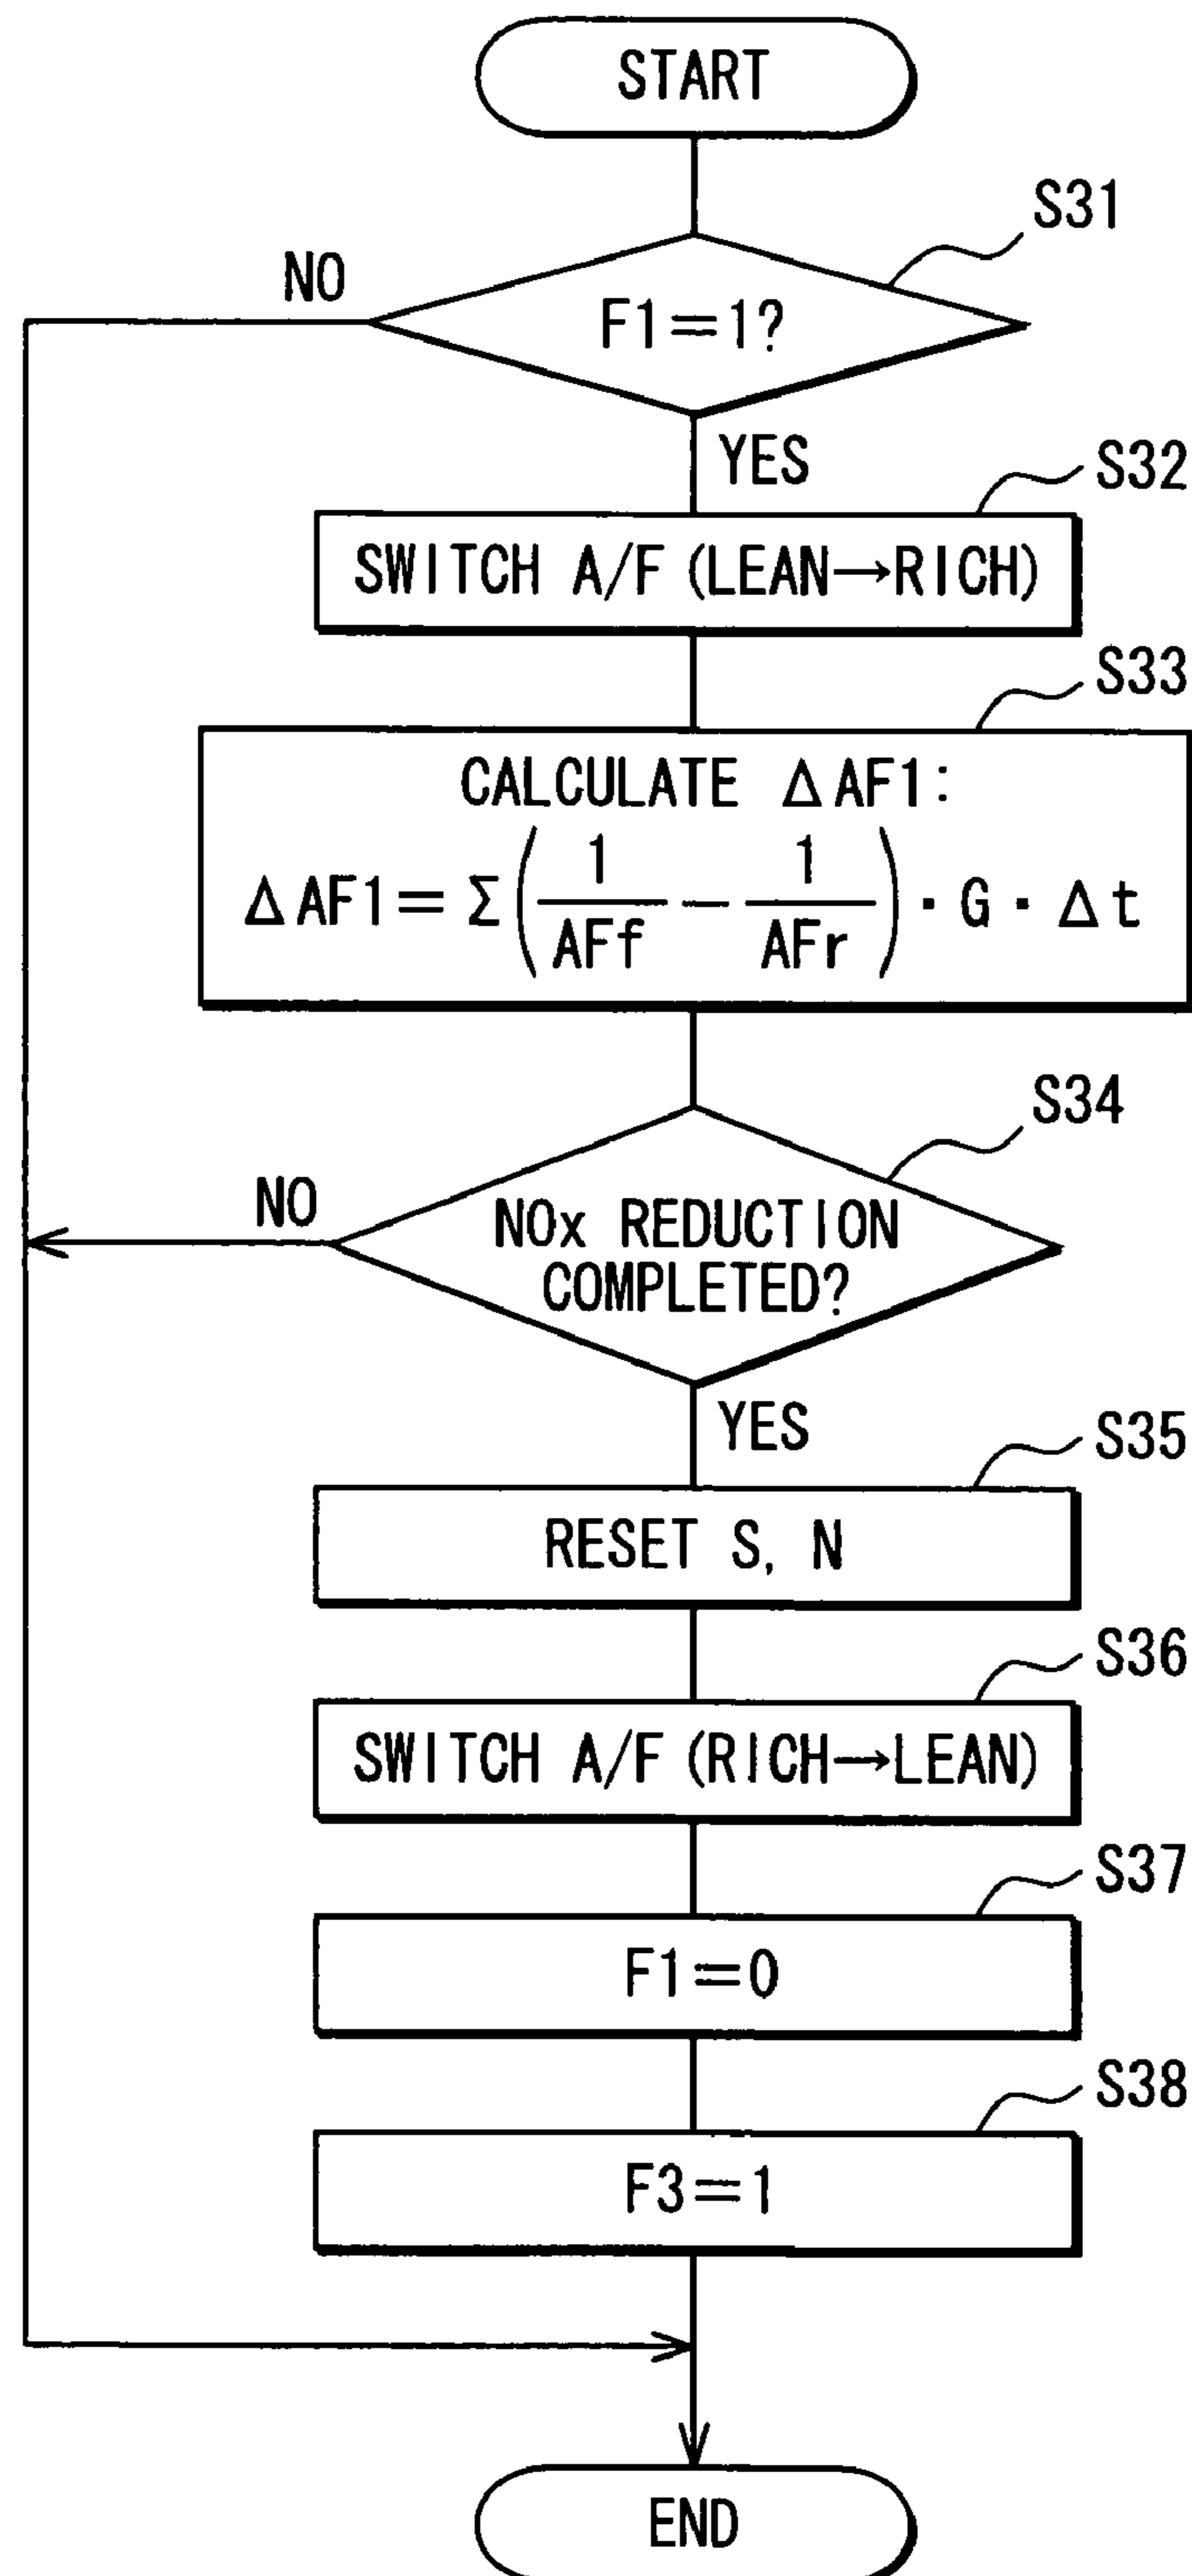 START
S31
NO
F1=1?
YES
S32
SWITCH A/F (LEAN→RICH)
S33
CALCULATE ΔAF1:
ΔAF1=Σ(1/AFf−1/AFr)・G・Δt
S34
NO
NOx REDUCTION
COMPLETED?
YES
S35
RESET S, N
S36
SWITCH A/F (RICH→LEAN)
S37
F1=0
S38
F3=1
END